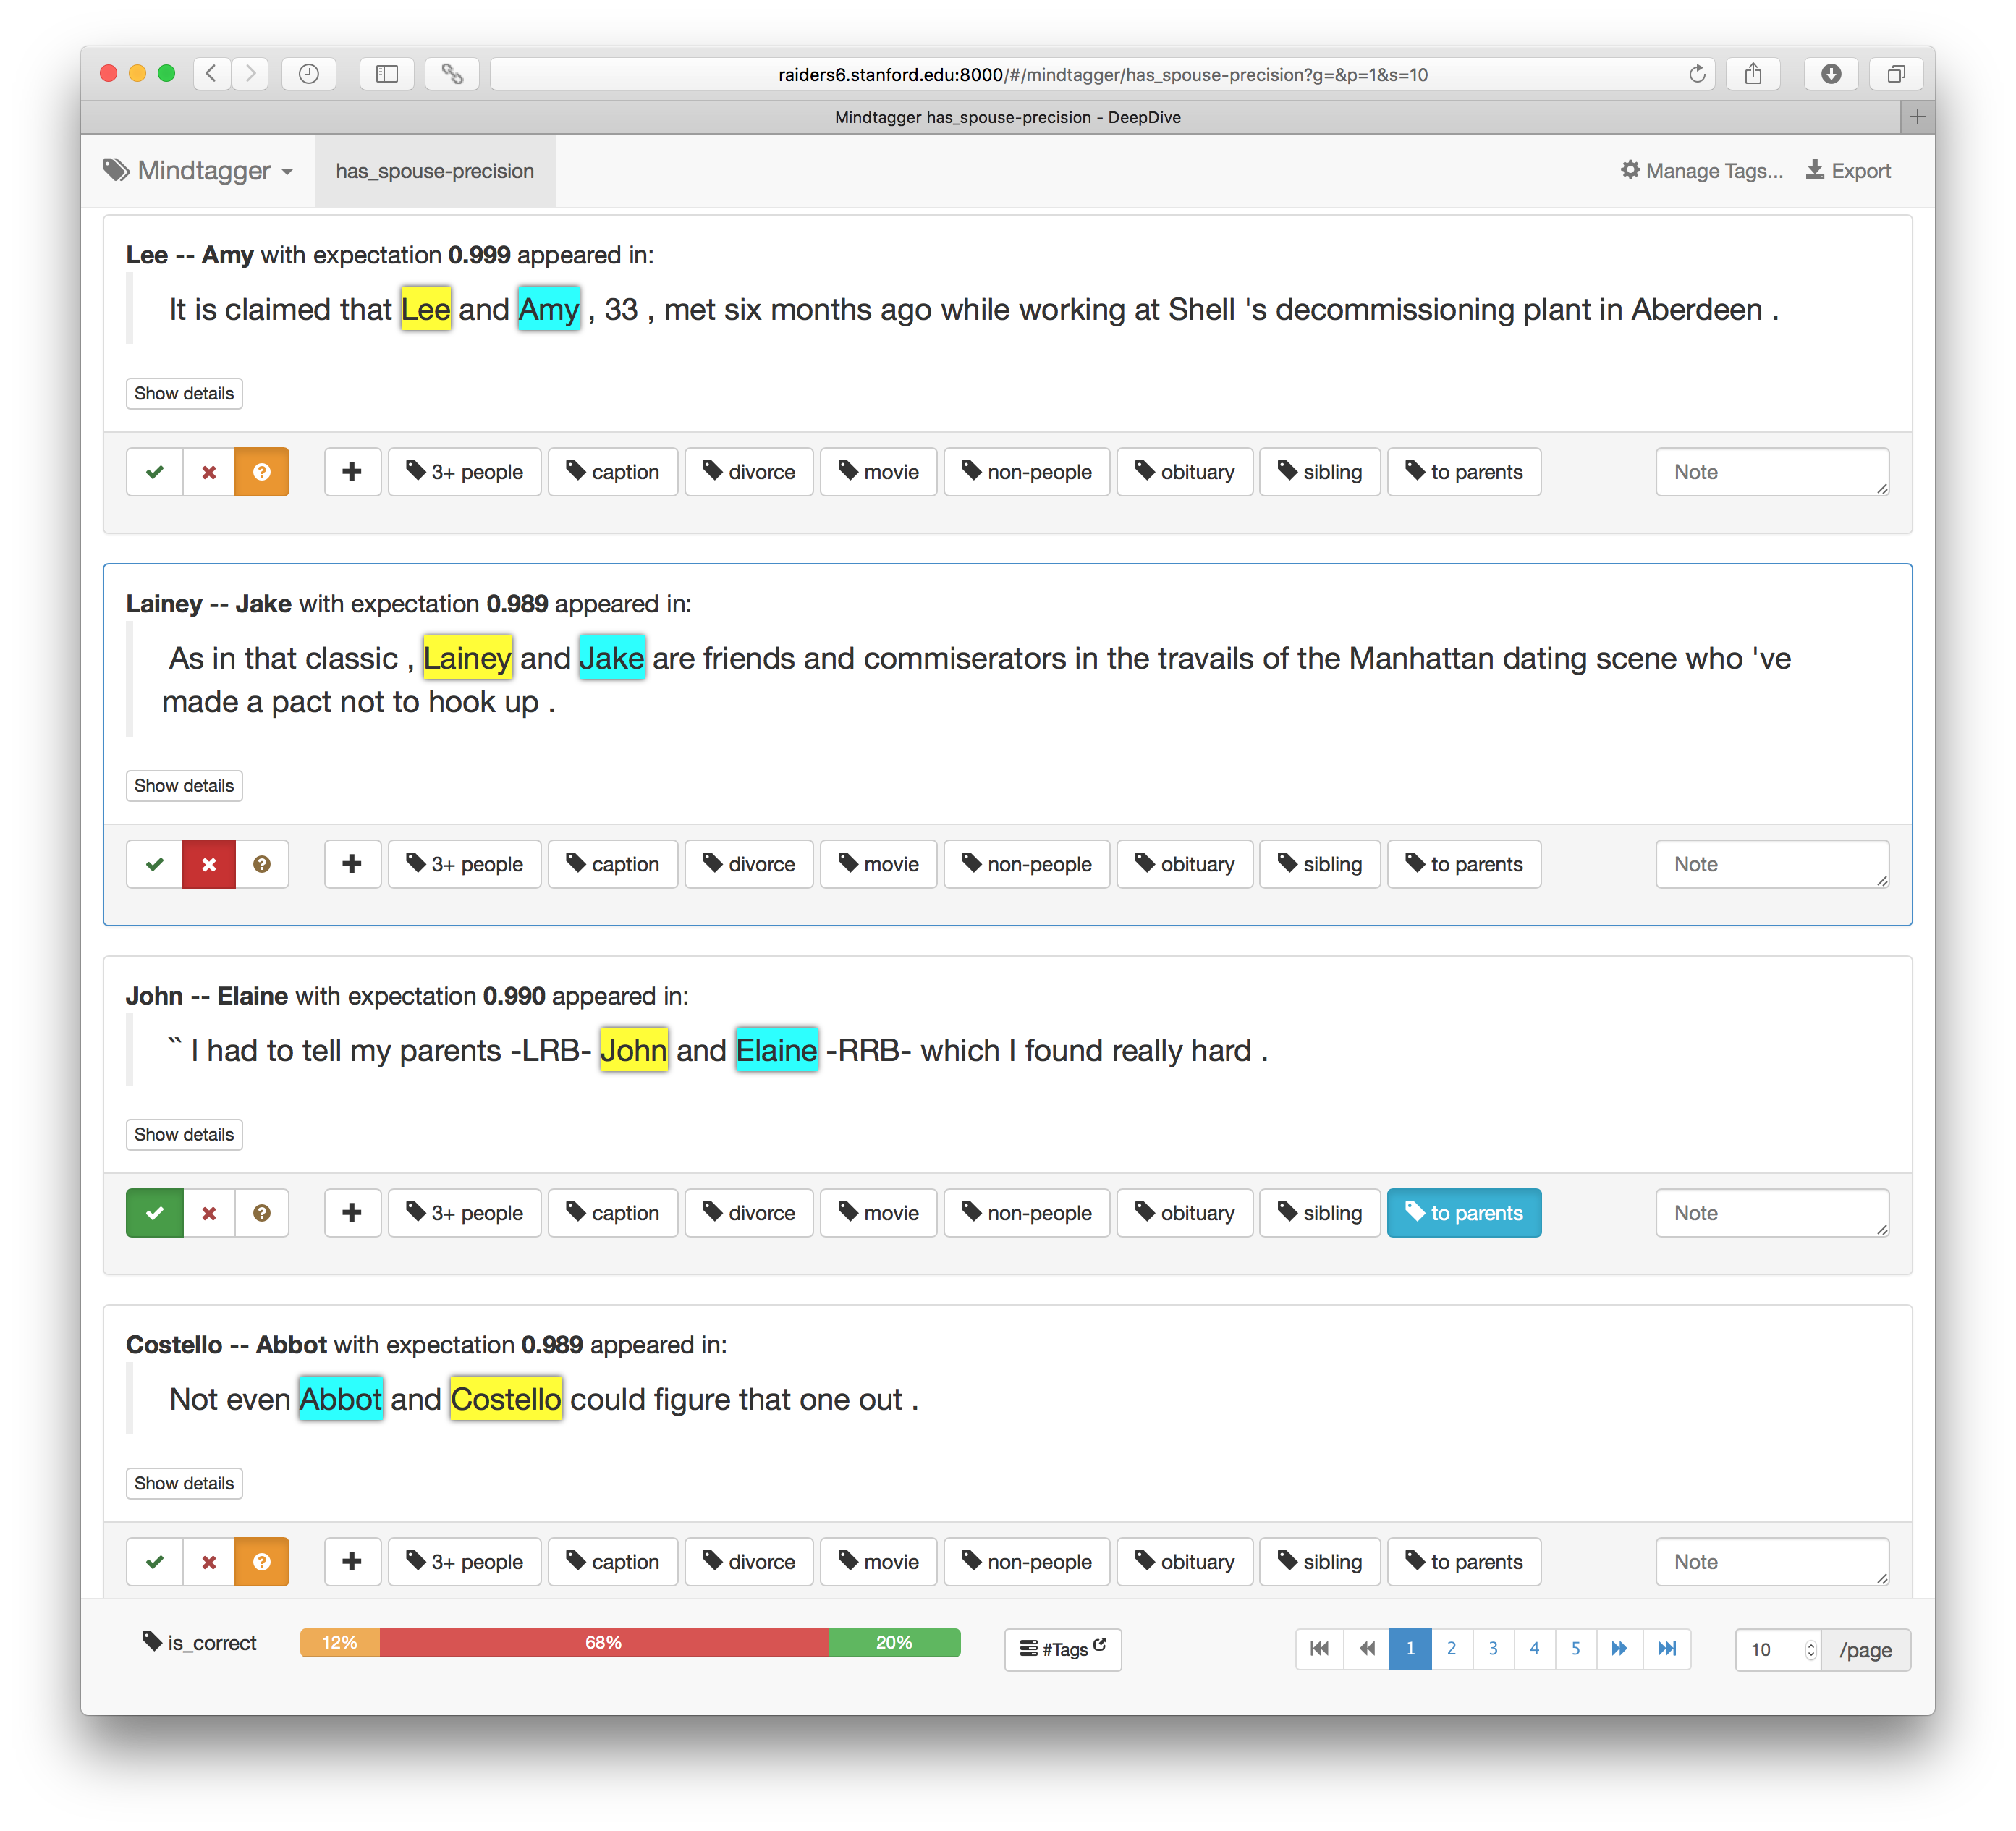 raiders6.stanford.edu:8000/#/mindtagger/has_spouse-precision?g=&p=1&s=10
Mindtagger has_spouse-precision - DeepDive
Mindtagger has_spouse-precision Manage Tags... Export
Lee -- Amy with expectation 0.999 appeared in:
It is claimed that Lee and Amy , 33 , met six months ago while working at Shell 's decommissioning plant in Aberdeen .
Show details
3+ people caption divorce movie non-people obituary sibling to parents Note
Lainey -- Jake with expectation 0.989 appeared in:
As in that classic , Lainey and Jake are friends and commiserators in the travails of the Manhattan dating scene who 've
made a pact not to hook up .
Show details
3+ people caption divorce movie non-people obituary sibling to parents Note
John -- Elaine with expectation 0.990 appeared in:
`` I had to tell my parents -LRB- John and Elaine -RRB- which I found really hard .
Show details
3+ people caption divorce movie non-people obituary sibling to parents Note
Costello -- Abbot with expectation 0.989 appeared in:
Not even Abbot and Costello could figure that one out .
Show details
3+ people caption divorce movie non-people obituary sibling to parents Note
is_correct 12% 68% 20% #Tags 1 2 3 4 5 10 /page